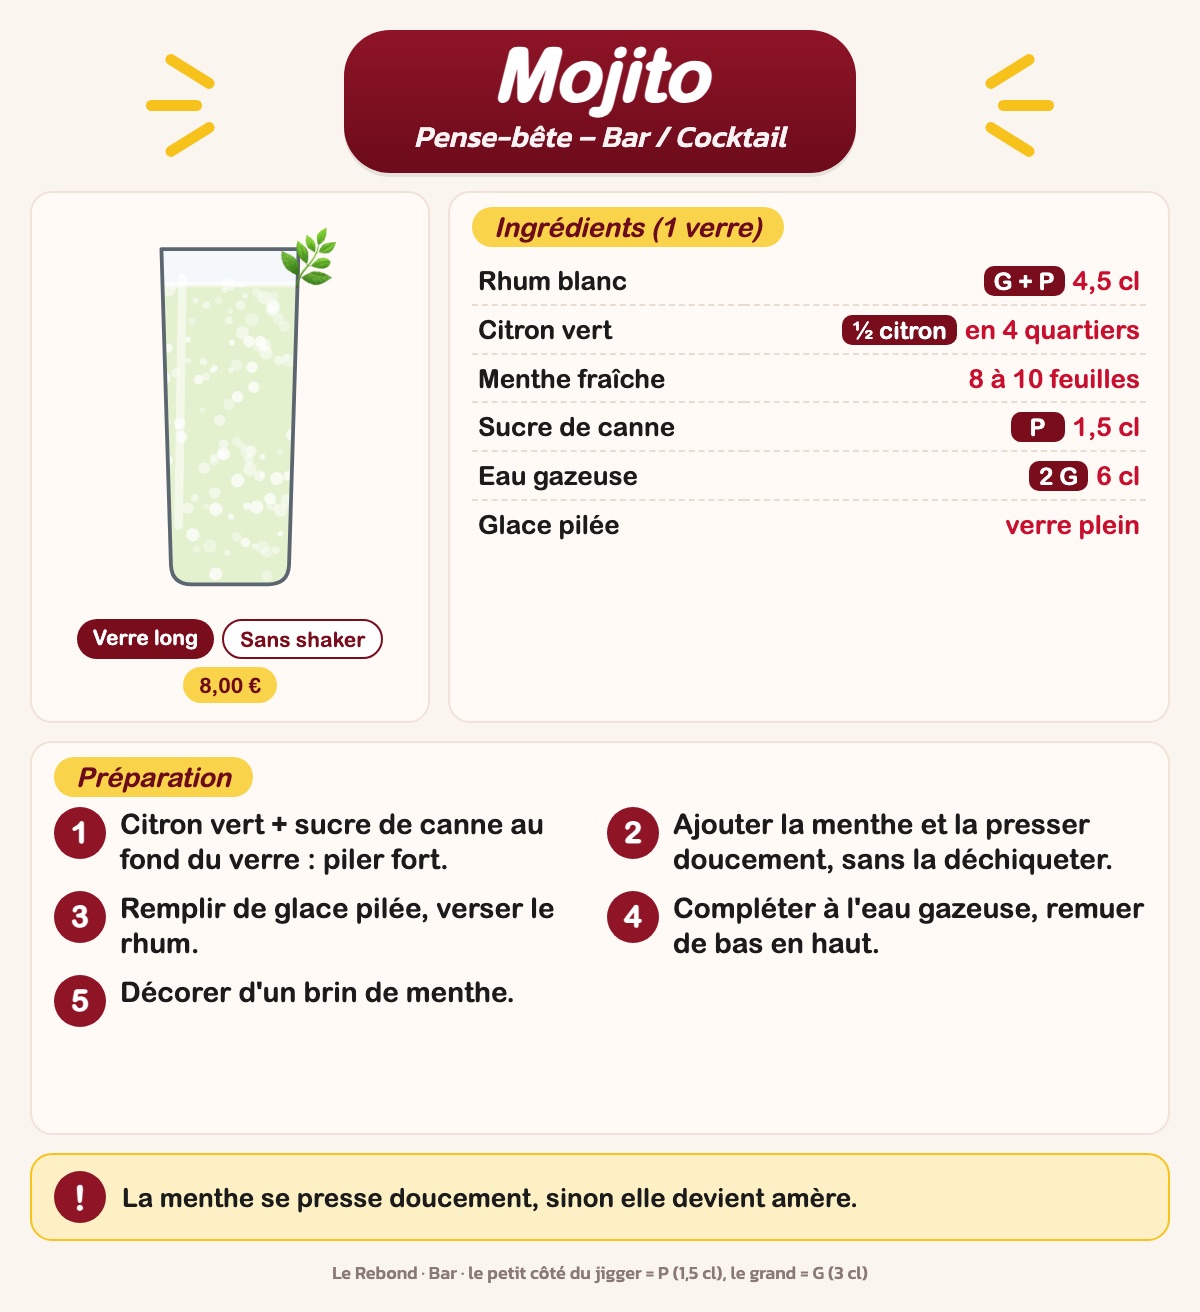 Mojito
Pense-bête – Bar / Cocktail
Ingrédients (1 verre)
Rhum blanc G + P 4,5 cl
Citron vert ½ citron en 4 quartiers
Menthe fraîche 8 à 10 feuilles
Sucre de canne P 1,5 cl
Eau gazeuse 2 G 6 cl
Glace pilée verre plein
Verre long Sans shaker
8,00 €
Préparation
1 Citron vert + sucre de canne au
fond du verre : piler fort.
2 Ajouter la menthe et la presser
doucement, sans la déchiqueter.
3 Remplir de glace pilée, verser le
rhum.
4 Compléter à l'eau gazeuse, remuer
de bas en haut.
5 Décorer d'un brin de menthe.
! La menthe se presse doucement, sinon elle devient amère.
Le Rebond · Bar · le petit côté du jigger = P (1,5 cl), le grand = G (3 cl)